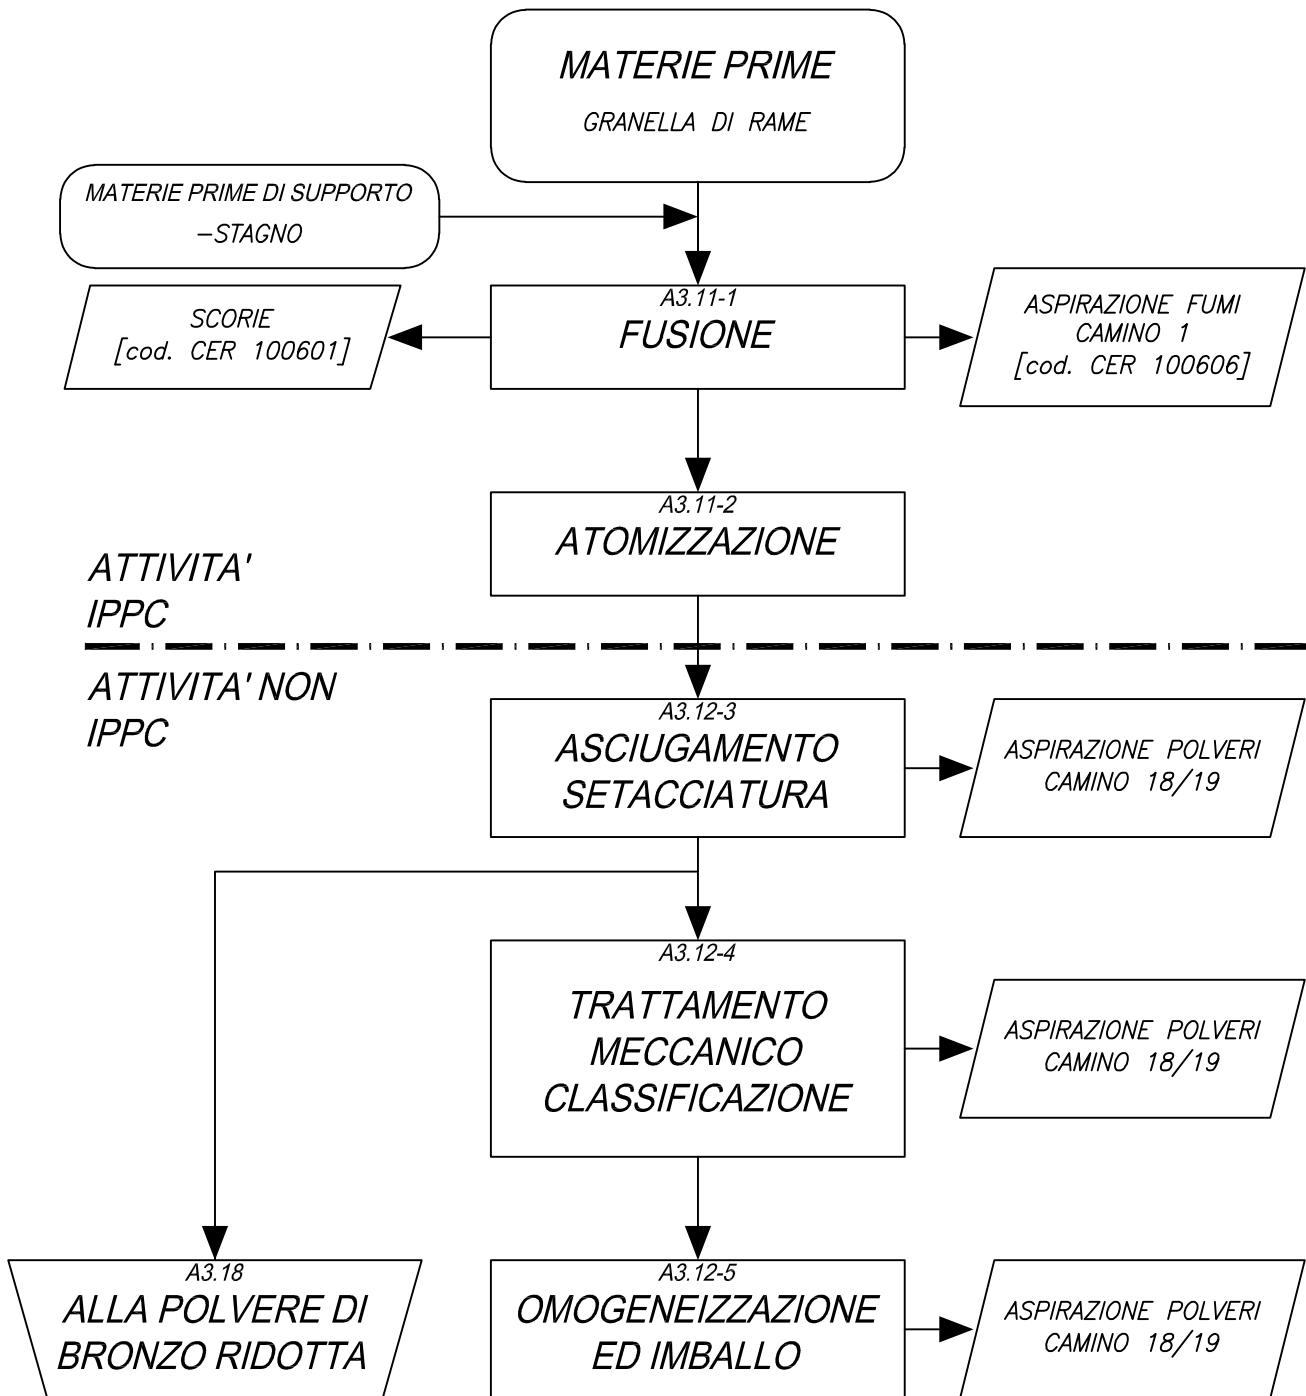 MATERIE PRIME
GRANELLA DI RAME
MATERIE PRIME DI SUPPORTO
-STAGNO
SCORIE
[cod. CER 100601]
A3.11-1
FUSIONE
ASPIRAZIONE FUMI
CAMINO 1
[cod. CER 100606]
A3.11-2
ATOMIZZAZIONE
ATTIVITA'
IPPC
ATTIVITA' NON
IPPC
A3.12-3
ASCIUGAMENTO
SETACCIATURA
ASPIRAZIONE POLVERI
CAMINO 18/19
A3.12-4
TRATTAMENTO
MECCANICO
CLASSIFICAZIONE
ASPIRAZIONE POLVERI
CAMINO 18/19
A3.18
ALLA POLVERE DI
BRONZO RIDOTTA
A3.12-5
OMOGENEIZZAZIONE
ED IMBALLO
ASPIRAZIONE POLVERI
CAMINO 18/19